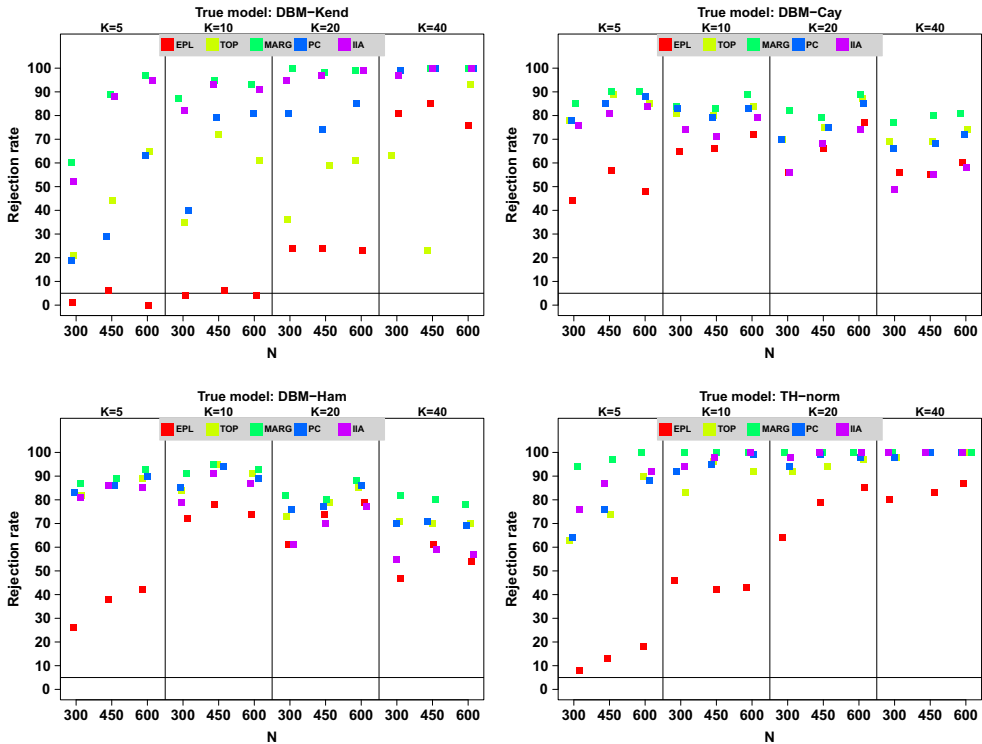 True model: DBM−Kend
K=5 K=10 K=20 K=40
EPL TOP MARG PC IIA
Rejection rate
100
90
80
70
60
50
40
30
20
10
0
300 450 600 300 450 600 300 450 600 300 450 600
N
True model: DBM−Cay
K=5 K=10 K=20 K=40
EPL TOP MARG PC IIA
Rejection rate
100
90
80
70
60
50
40
30
20
10
0
300 450 600 300 450 600 300 450 600 300 450 600
N
True model: DBM−Ham
K=5 K=10 K=20 K=40
EPL TOP MARG PC IIA
Rejection rate
100
90
80
70
60
50
40
30
20
10
0
300 450 600 300 450 600 300 450 600 300 450 600
N
True model: TH−norm
K=5 K=10 K=20 K=40
EPL TOP MARG PC IIA
Rejection rate
100
90
80
70
60
50
40
30
20
10
0
300 450 600 300 450 600 300 450 600 300 450 600
N